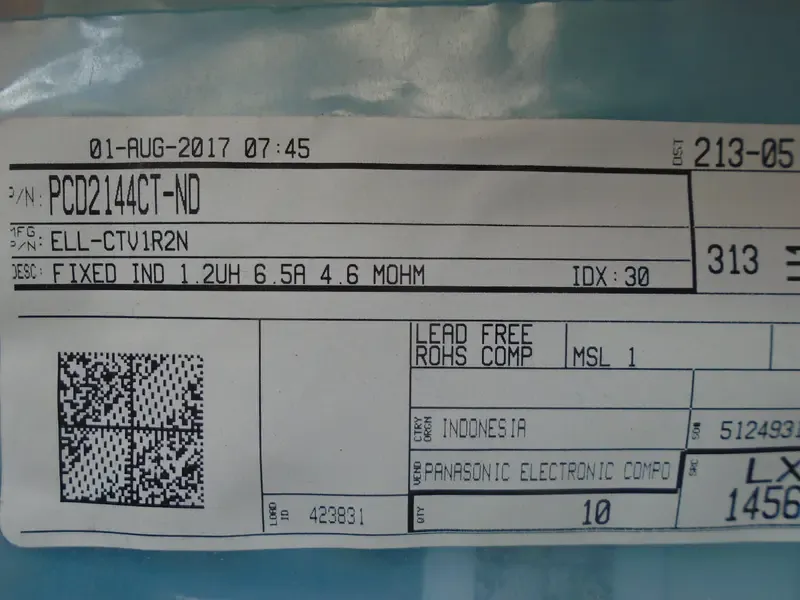 01-AUG-2017 07:45
DST 213-05
P/N: PCD2144CT-ND
MFG P/N: ELL-CTV1R2N
313
DESC: FIXED IND 1.2UH 6.5A 4.6 MOHM IDX:30
LEAD FREE
ROHS COMP
MSL 1
CTRY ORGN INDONESIA
SO# 5124931
VEND PANASONIC ELECTRONIC COMPO
LX
1456
LOAD ID 423831
QTY 10